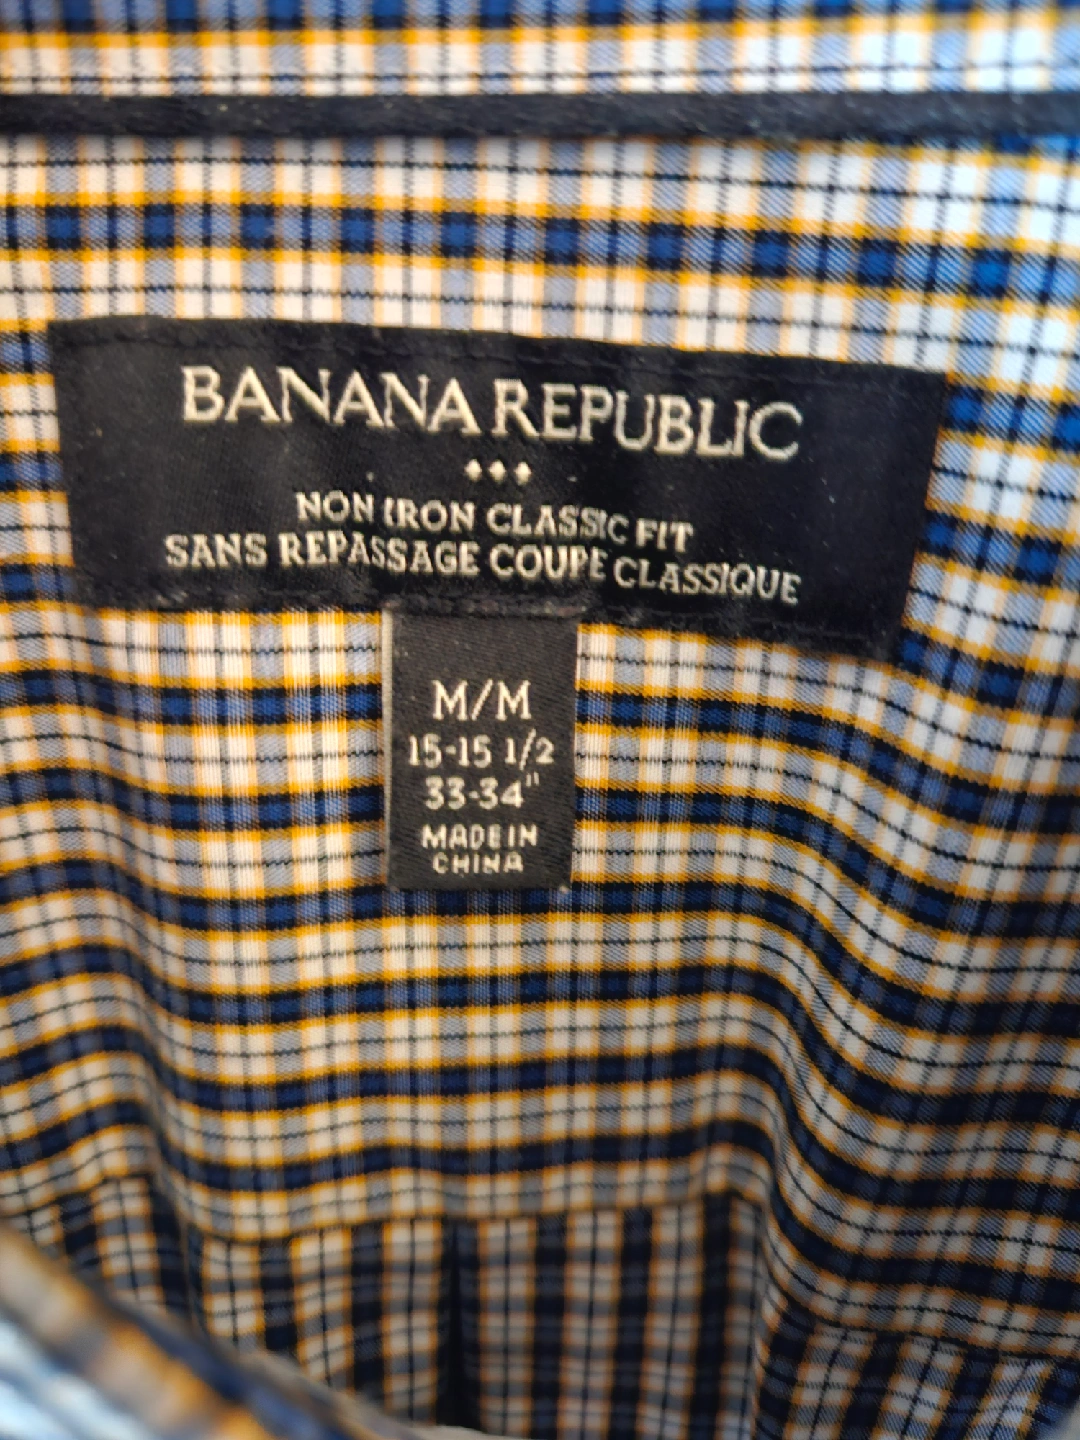 BANANA REPUBLIC
NON IRON CLASSIC FIT
SANS REPASSAGE COUPE CLASSIQUE
M/M
15-15 1/2
33-34"
MADE IN
CHINA